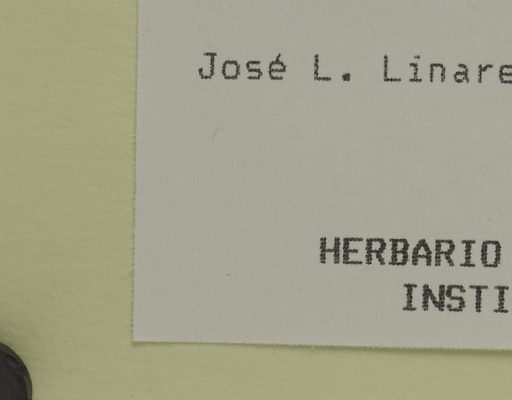 José L. Linare
HERBARIO
INSTI